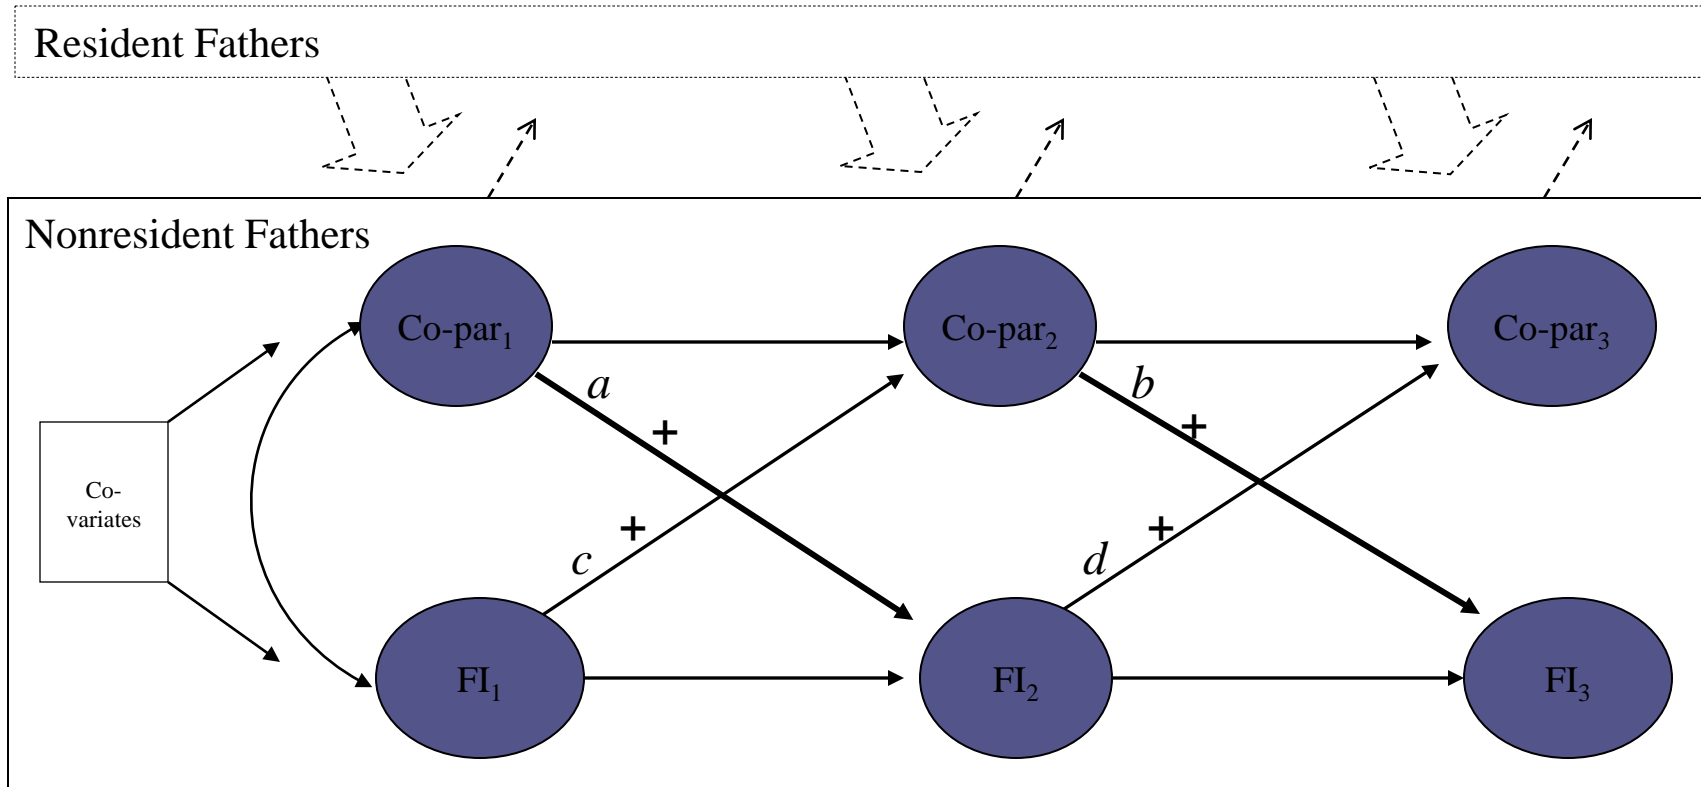 Resident Fathers
Nonresident Fathers
Co-par₁
Co-par₂
Co-par₃
a
b
+
+
Co-
variates
+
+
c
d
FI₁
FI₂
FI₃